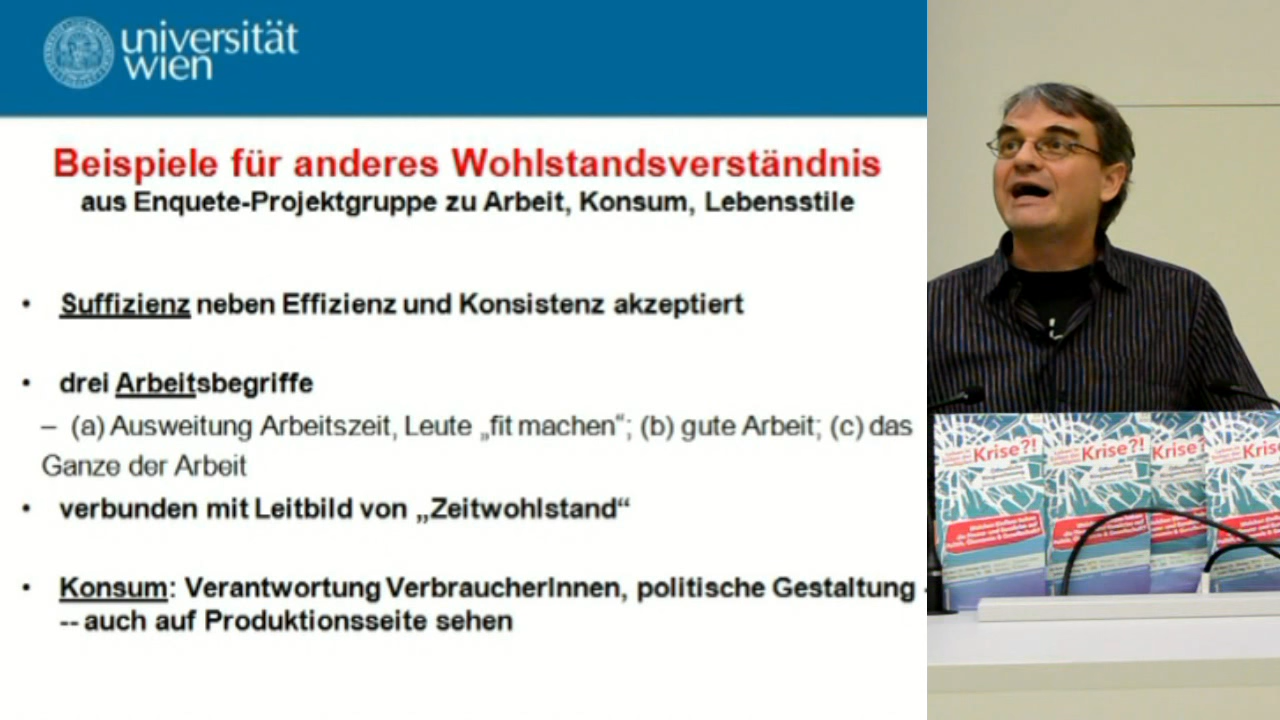 universität
wien
Beispiele für anderes Wohlstandsverständnis
aus Enquete-Projektgruppe zu Arbeit, Konsum, Lebensstile
• Suffizienz neben Effizienz und Konsistenz akzeptiert
• drei Arbeitsbegriffe
– (a) Ausweitung Arbeitszeit, Leute „fit machen“; (b) gute Arbeit; (c) das
Ganze der Arbeit
• verbunden mit Leitbild von „Zeitwohlstand“
• Konsum: Verantwortung VerbraucherInnen, politische Gestaltung -
-- auch auf Produktionsseite sehen
Krise?!
Krise?!
Krise?
Kris